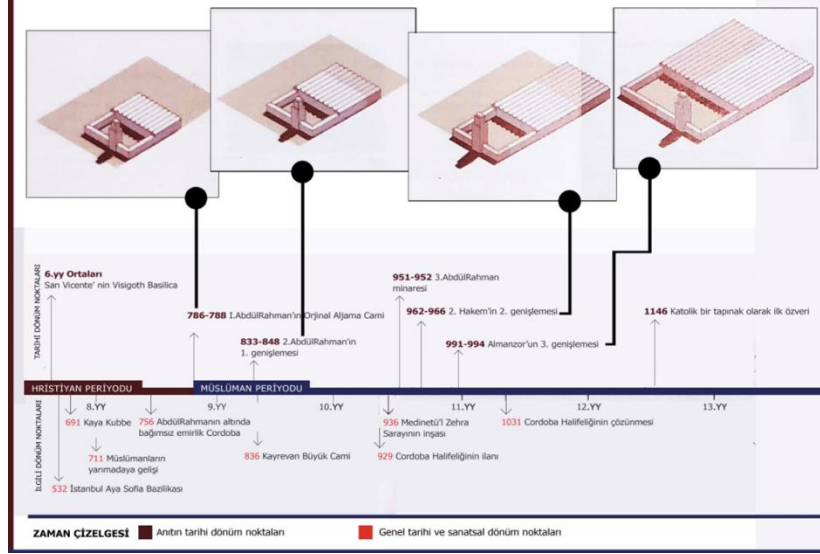 TARİHİ DÖNÜM NOKTALARI
6.yy Ortaları
San Vicente' nin Visigoth Basilica
786-788 I.AbdülRahman'ın Orjinal Aljama Cami
833-848 2.AbdülRahman'ın
1. genişlemesi
951-952 3.AbdülRahman
minaresi
962-966 2. Hakem'in 2. genişlemesi
991-994 Almanzor'un 3. genişlemesi
1146 Katolik bir tapınak olarak ilk özveri
HRİSTİYAN PERİYODU
MÜSLÜMAN PERİYODU
8.YY
9.YY
10.YY
11.YY
12.YY
13.YY
İLGİLİ DÖNÜM NOKTALARI
691 Kaya Kubbe
711 Müslümanların
yarımadaya gelişi
532 İstanbul Aya Sofia Bazilikası
756 AbdülRahmanın altında
bağımsız emirlik Cordoba
836 Kayrevan Büyük Cami
936 Medinetü'l Zehra
Sarayının inşası
929 Cordoba Halifeliğinin ilanı
1031 Cordoba Halifeliğinin çözünmesi
ZAMAN ÇİZELGESİ
Anıtın tarihi dönüm noktaları
Genel tarihi ve sanatsal dönüm noktaları